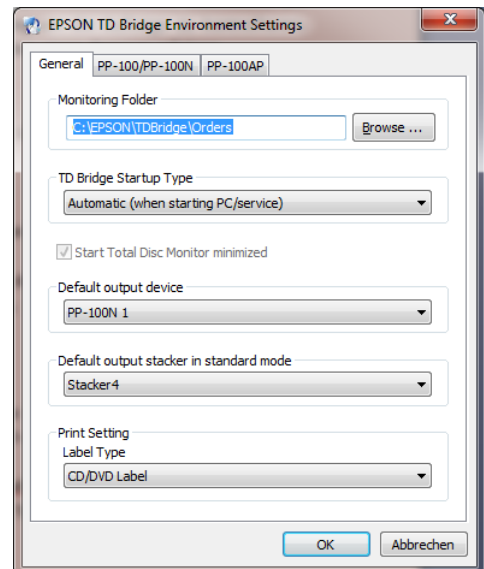 EPSON TD Bridge Environment Settings
General PP-100/PP-100N PP-100AP
Monitoring Folder
C:\EPSON\TDBridge\Orders Browse ...
TD Bridge Startup Type
Automatic (when starting PC/service)
Start Total Disc Monitor minimized
Default output device
PP-100N 1
Default output stacker in standard mode
Stacker4
Print Setting
Label Type
CD/DVD Label
OK Abbrechen